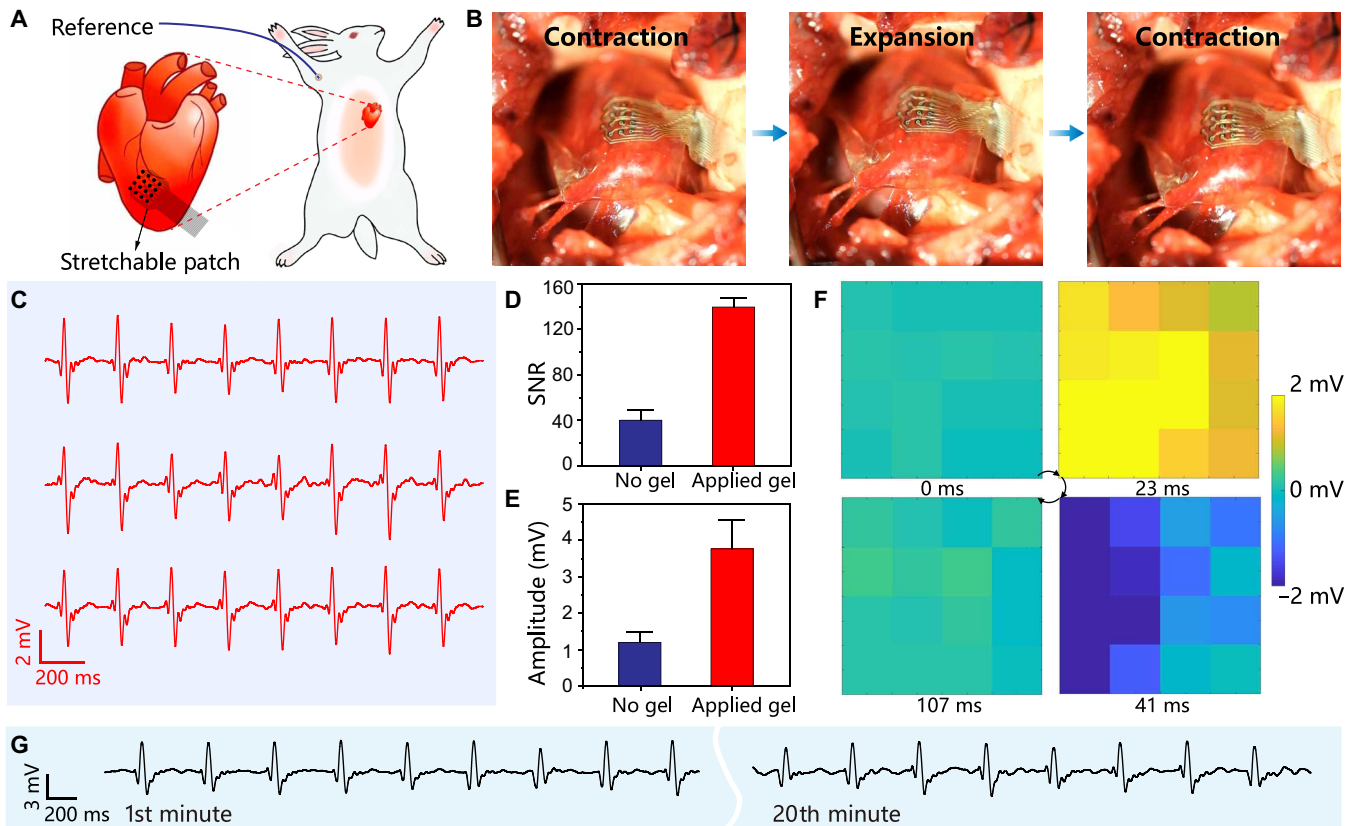 A
Reference
Stretchable patch
B
Contraction
Expansion
Contraction
C
2 mV
200 ms
D
SNR
160
120
80
40
0
No gel
Applied gel
E
Amplitude (mV)
5
4
3
2
1
0
No gel
Applied gel
F
0 ms
23 ms
107 ms
41 ms
2 mV
0 mV
−2 mV
G
3 mV
200 ms
1st minute
20th minute